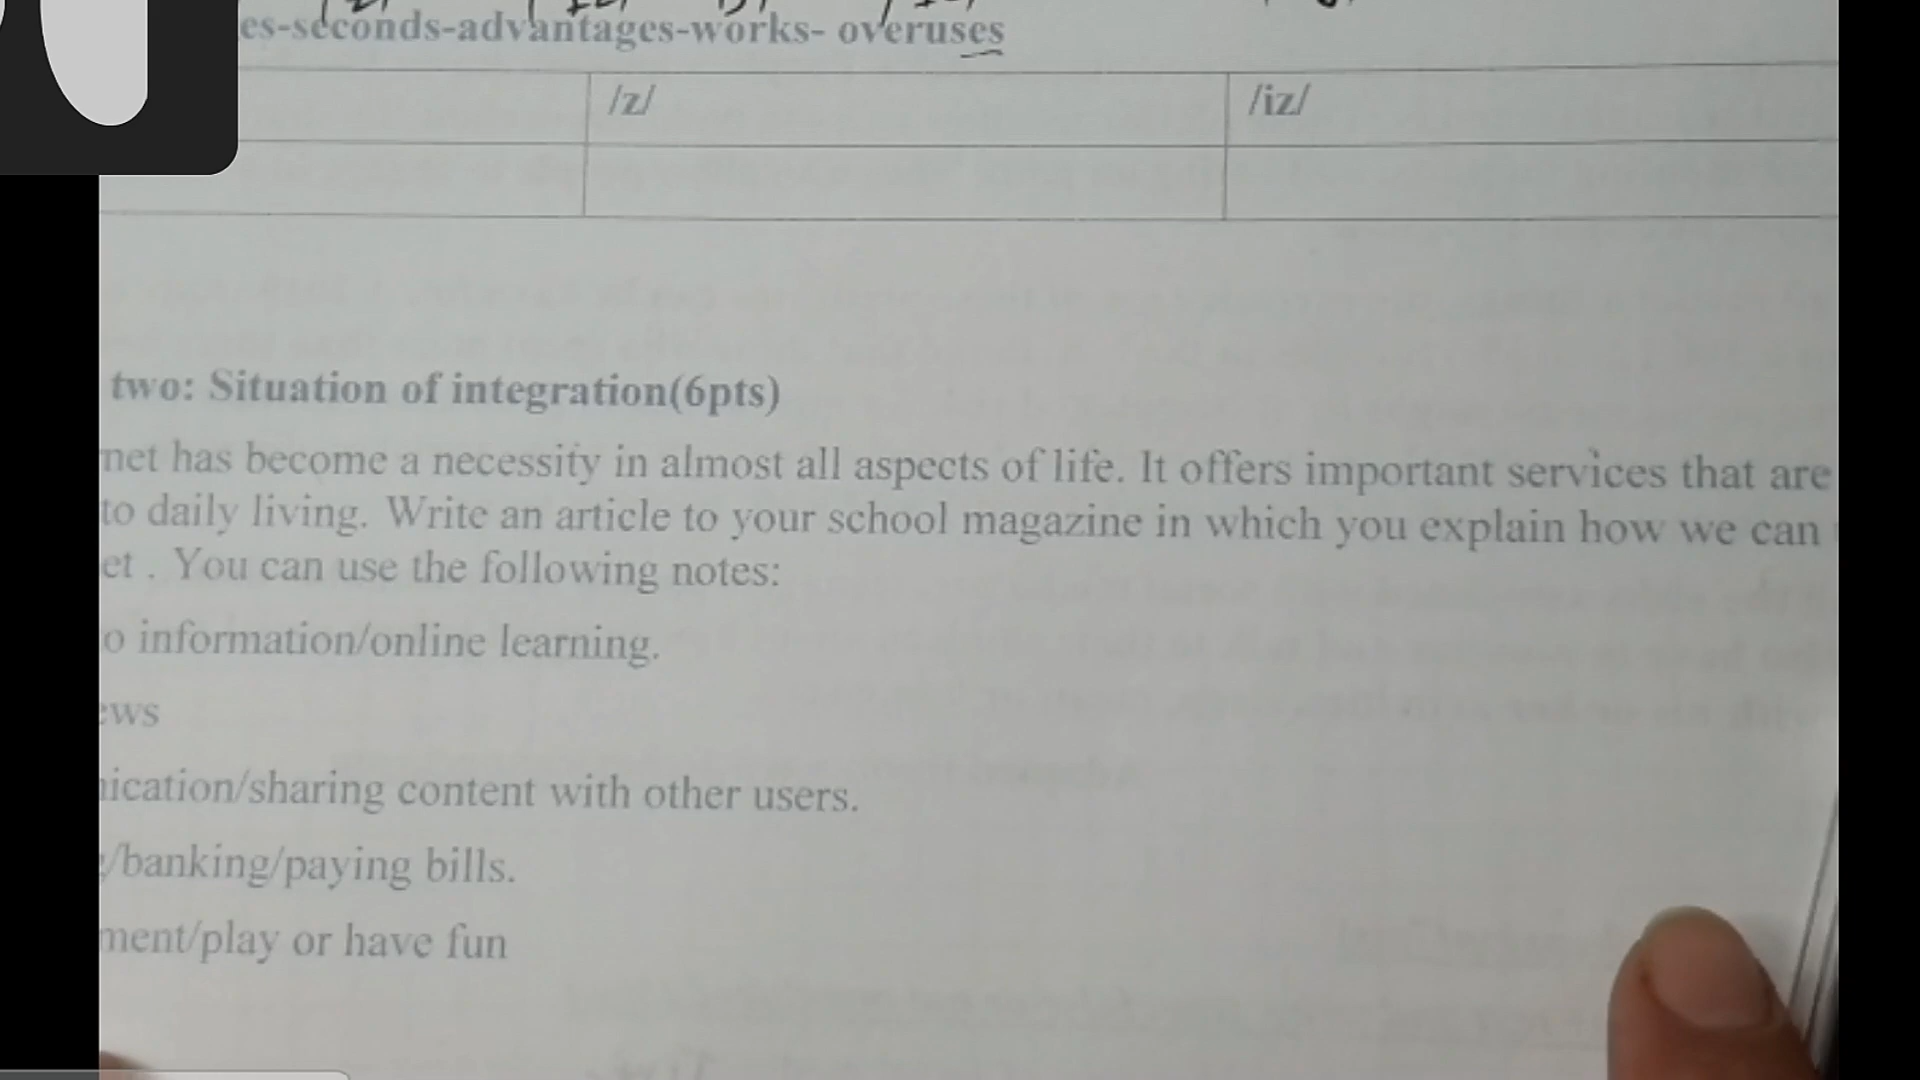 es-seconds-advantages-works- overuses
/z/ /iz/
two: Situation of integration(6pts)
net has become a necessity in almost all aspects of life. It offers important services that are
to daily living. Write an article to your school magazine in which you explain how we can
et . You can use the following notes:
o information/online learning.
ews
ication/sharing content with other users.
/banking/paying bills.
ment/play or have fun